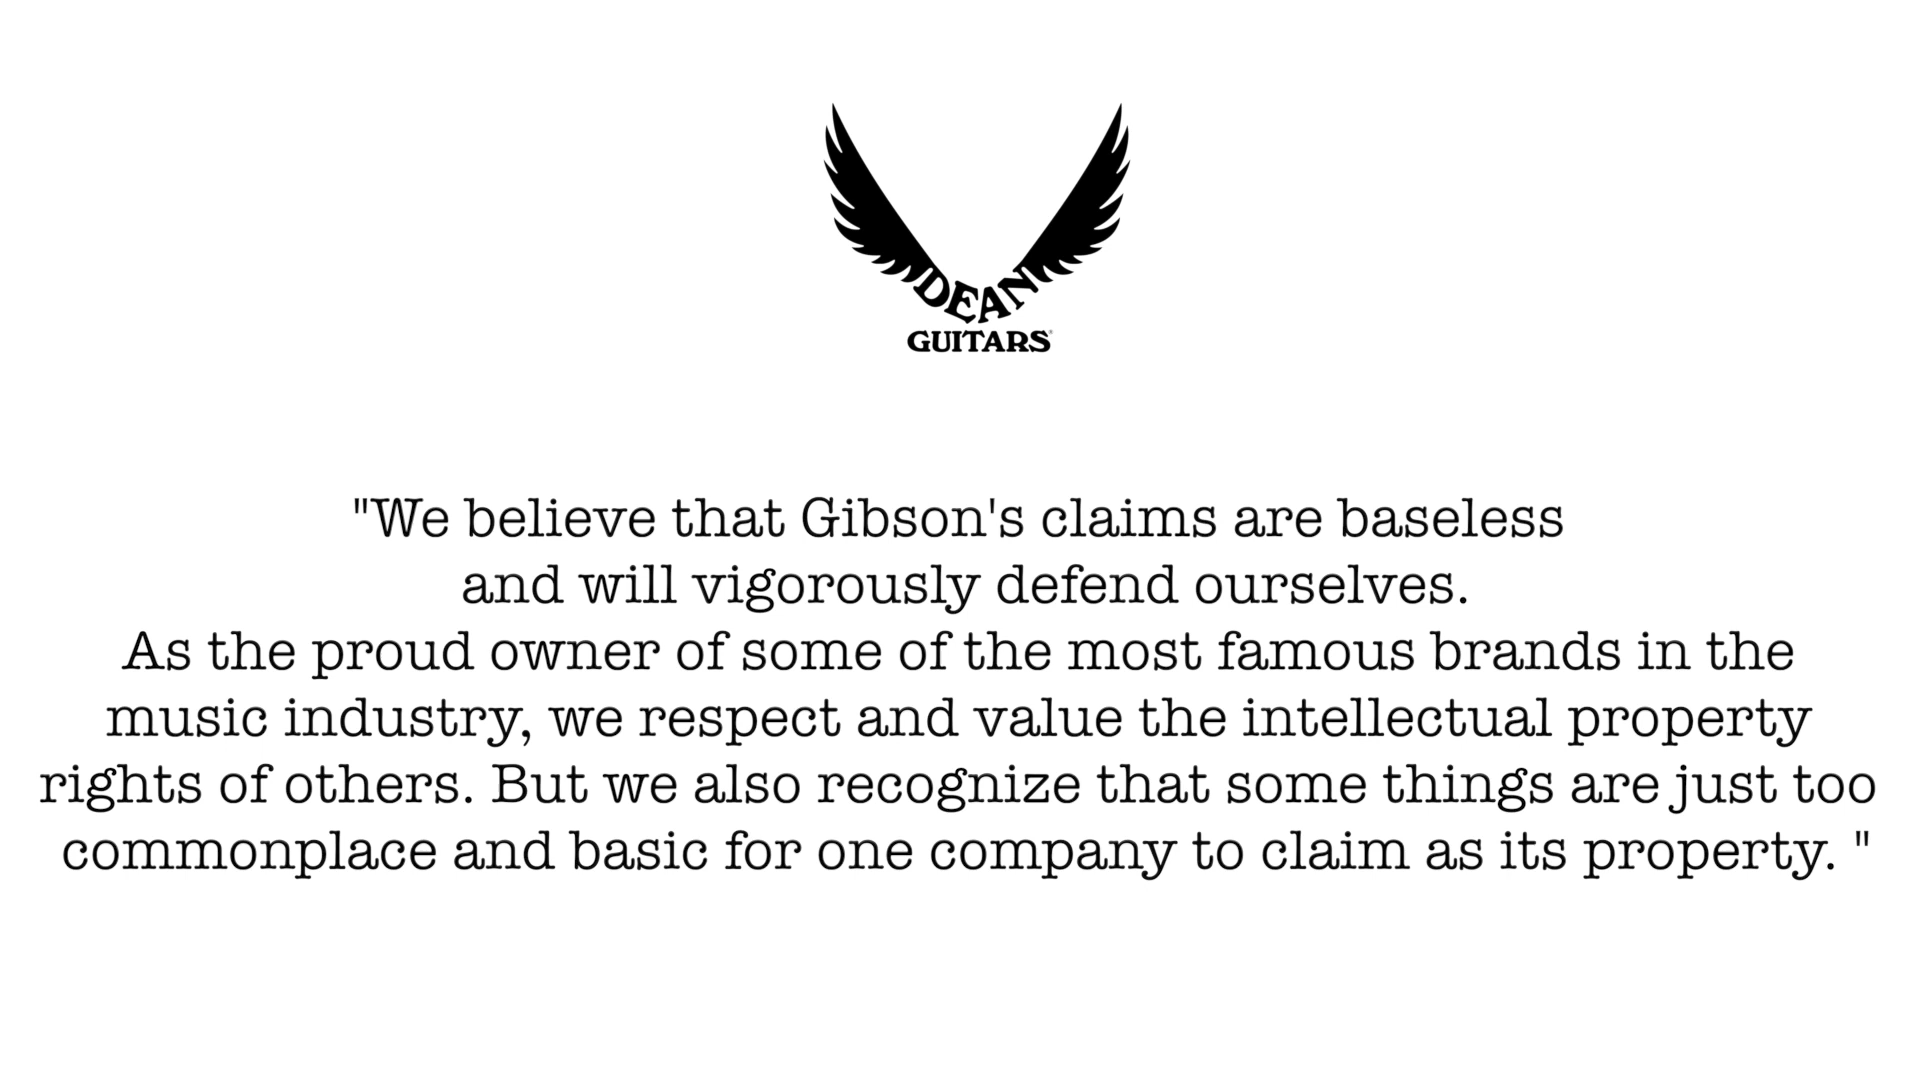 DEAN
GUITARS®
"We believe that Gibson's claims are baseless
and will vigorously defend ourselves.
As the proud owner of some of the most famous brands in the
music industry, we respect and value the intellectual property
rights of others. But we also recognize that some things are just too
commonplace and basic for one company to claim as its property. "